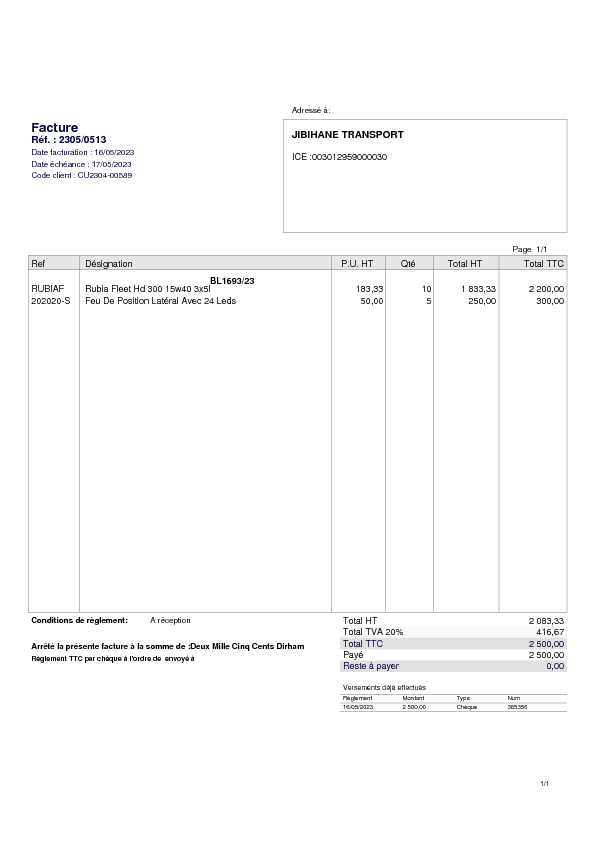 Adressé à:
Facture
Réf. : 2305/0513
Date facturation : 16/05/2023
Date échéance : 17/05/2023
Code client : CU2304-00589
JIBIHANE TRANSPORT
ICE :003012959000030
Page 1/1
Ref Désignation P.U. HT Qté Total HT Total TTC
BL1693/23
RUBIAF Rubia Fleet Hd 300 15w40 3x5l 183,33 10 1 833,33 2 200,00
202020-S Feu De Position Latéral Avec 24 Leds 50,00 5 250,00 300,00
Conditions de règlement: A réception
Total HT 2 083,33
Total TVA 20% 416,67
Arrêté la présente facture à la somme de :Deux Mille Cinq Cents Dirham
Total TTC 2 500,00
Règlement TTC par chèque à l'ordre de envoyé à
Payé 2 500,00
Reste à payer 0,00
Versements déjà effectués
Règlement Montant Type Num
16/05/2023 2 500,00 Chèque 365356
1/1